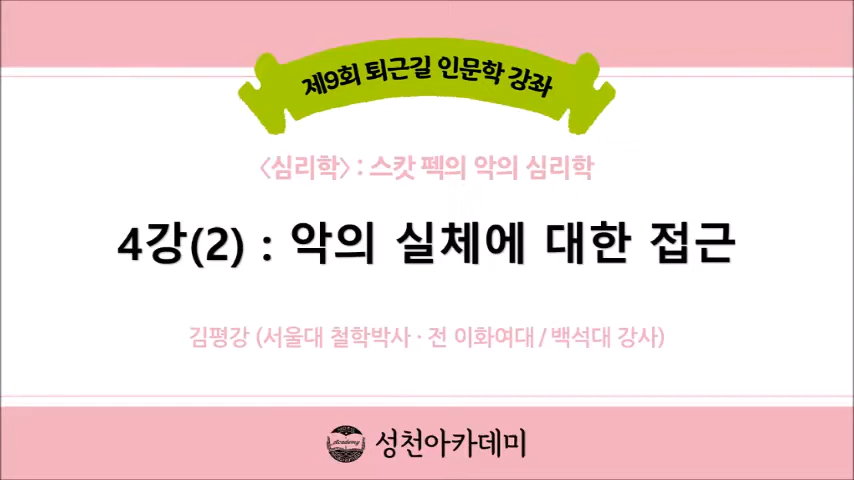 제9회 퇴근길 인문학 강좌
<심리학> : 스캇 펙의 악의 심리학
4강(2) : 악의 실체에 대한 접근
김평강 (서울대 철학박사 · 전 이화여대 / 백석대 강사)
academy
성천아카데미